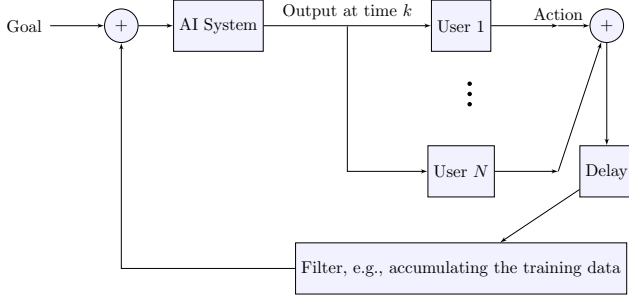 Goal
+
AI System
Output at time k
User 1
Action
+
User N
Delay
Filter, e.g., accumulating the training data